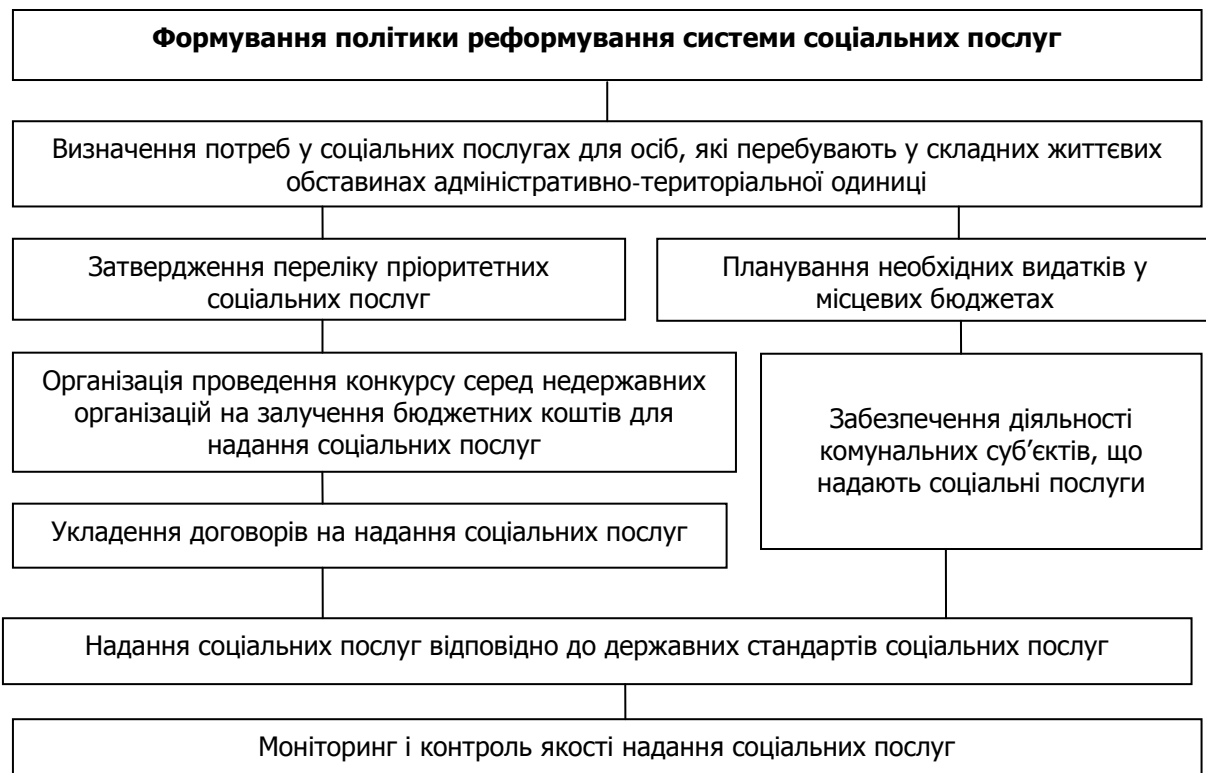 Формування політики реформування системи соціальних послуг
Визначення потреб у соціальних послугах для осіб, які перебувають у складних життєвих
обставинах адміністративно-територіальної одиниці
Затвердження переліку пріоритетних
соціальних послуг
Планування необхідних видатків у
місцевих бюджетах
Організація проведення конкурсу серед недержавних
організацій на залучення бюджетних коштів для
надання соціальних послуг
Забезпечення діяльності
комунальних суб’єктів, що
надають соціальні послуги
Укладення договорів на надання соціальних послуг
Надання соціальних послуг відповідно до державних стандартів соціальних послуг
Моніторинг і контроль якості надання соціальних послуг